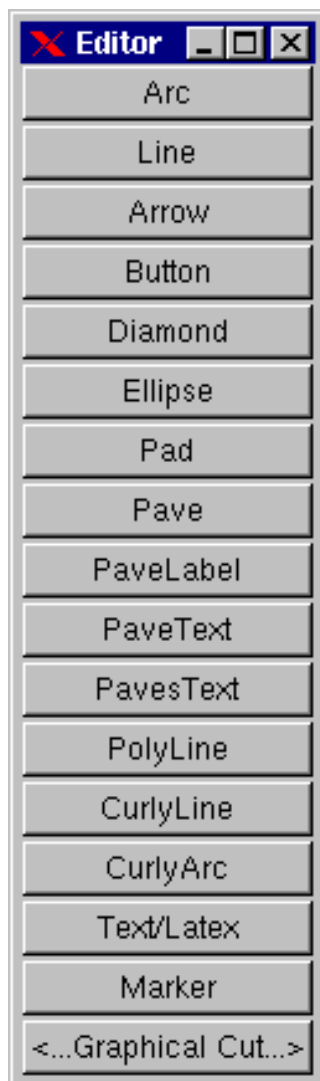 Editor
Arc
Line
Arrow
Button
Diamond
Ellipse
Pad
Pave
PaveLabel
PaveText
PavesText
PolyLine
CurlyLine
CurlyArc
Text/Latex
Marker
<...Graphical Cut...>